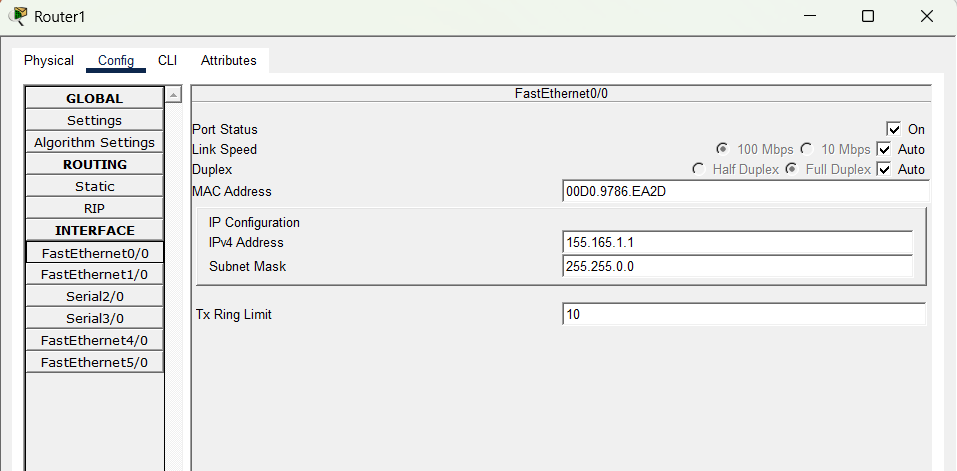 Router1
Physical Config CLI Attributes
GLOBAL
Settings
Algorithm Settings
ROUTING
Static
RIP
INTERFACE
FastEthernet0/0
FastEthernet1/0
Serial2/0
Serial3/0
FastEthernet4/0
FastEthernet5/0
FastEthernet0/0
Port Status On
Link Speed 100 Mbps 10 Mbps Auto
Duplex Half Duplex Full Duplex Auto
MAC Address 00D0.9786.EA2D
IP Configuration
IPv4 Address 155.165.1.1
Subnet Mask 255.255.0.0
Tx Ring Limit 10